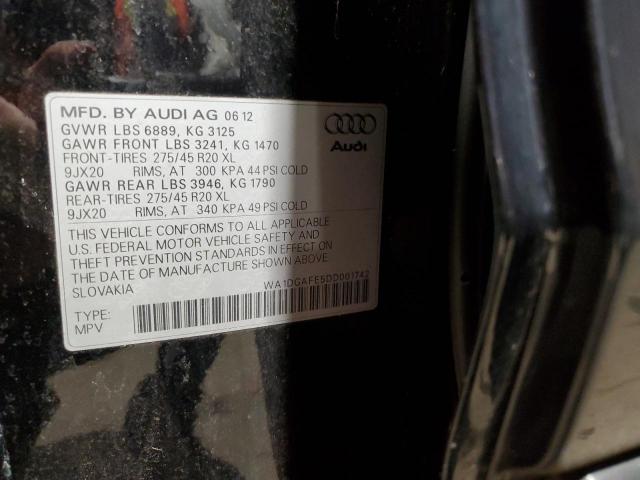 MFD. BY AUDI AG 06 12
GVWR LBS 6889, KG 3125
GAWR FRONT LBS 3241, KG 1470
FRONT-TIRES 275/45 R20 XL
9JX20 RIMS, AT 300 KPA 44 PSI COLD
GAWR REAR LBS 3946, KG 1790
REAR-TIRES 275/45 R20 XL
9JX20 RIMS, AT 340 KPA 49 PSI COLD
Audi
THIS VEHICLE CONFORMS TO ALL APPLICABLE
U.S. FEDERAL MOTOR VEHICLE SAFETY AND
THEFT PREVENTION STANDARDS IN EFFECT ON
THE DATE OF MANUFACTURE SHOWN ABOVE
SLOVAKIA
WA1DGAFE5DD001742
TYPE:
MPV